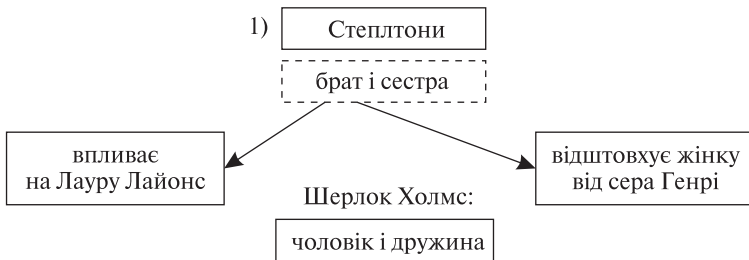 1) Степлтони
брат і сестра
впливає
на Лауру Лайонс
відштовхує жінку
від сера Генрі
Шерлок Холмс:
чоловік і дружина